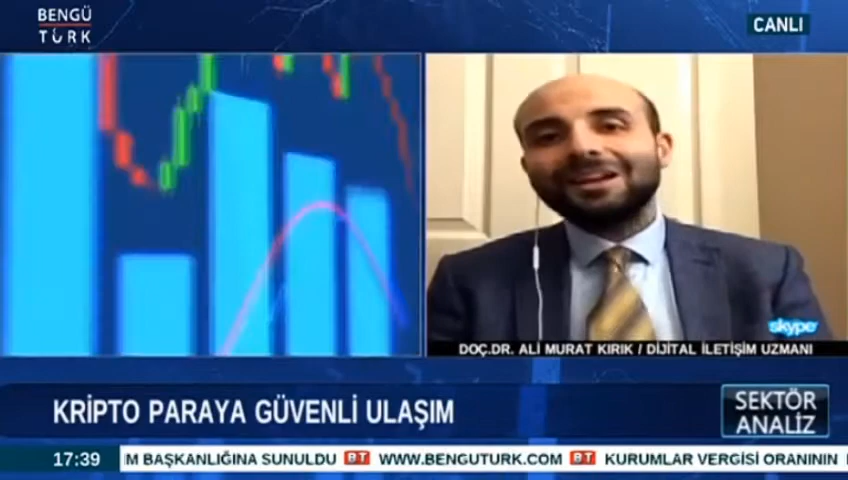 BENGÜ
TÜRK
CANLI
skype
DOÇ.DR. ALİ MURAT KIRIK / DİJİTAL İLETİŞİM UZMANI
KRİPTO PARAYA GÜVENLİ ULAŞIM
SEKTÖR
ANALİZ
17:39 M BAŞKANLIĞINA SUNULDU BT WWW.BENGUTURK.COM BT KURUMLAR VERGİSİ ORANININ